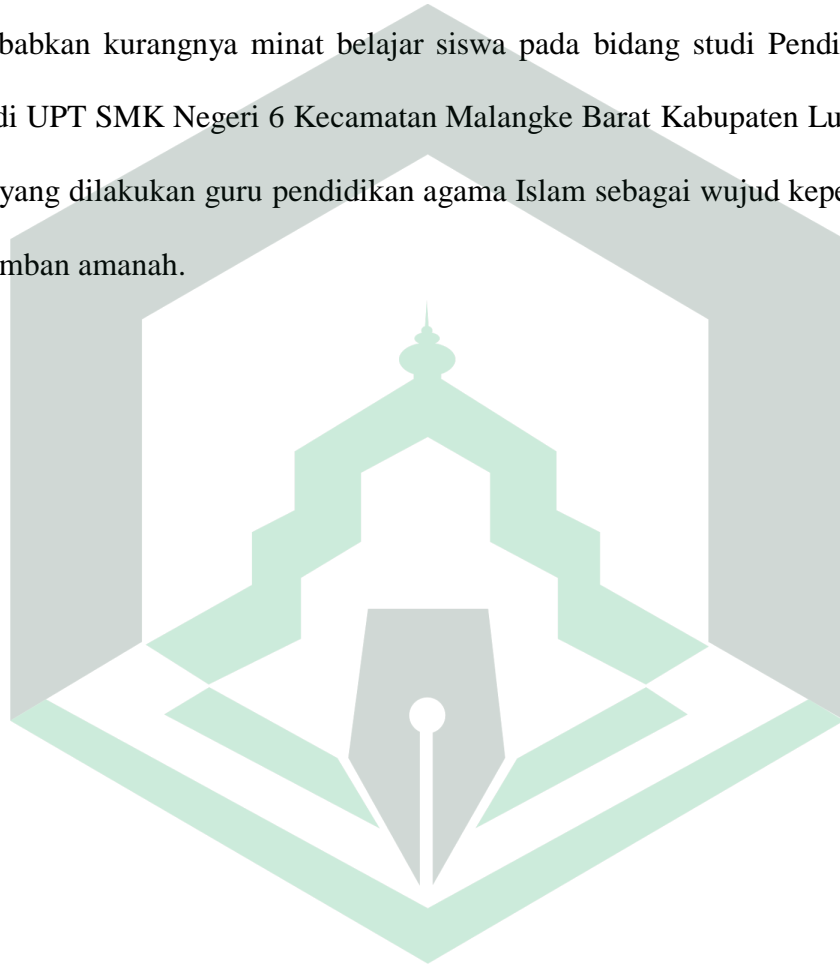 babkan kurangnya minat belajar siswa pada bidang studi Pendi
di UPT SMK Negeri 6 Kecamatan Malangke Barat Kabupaten Lu
yang dilakukan guru pendidikan agama Islam sebagai wujud kepe
mban amanah.